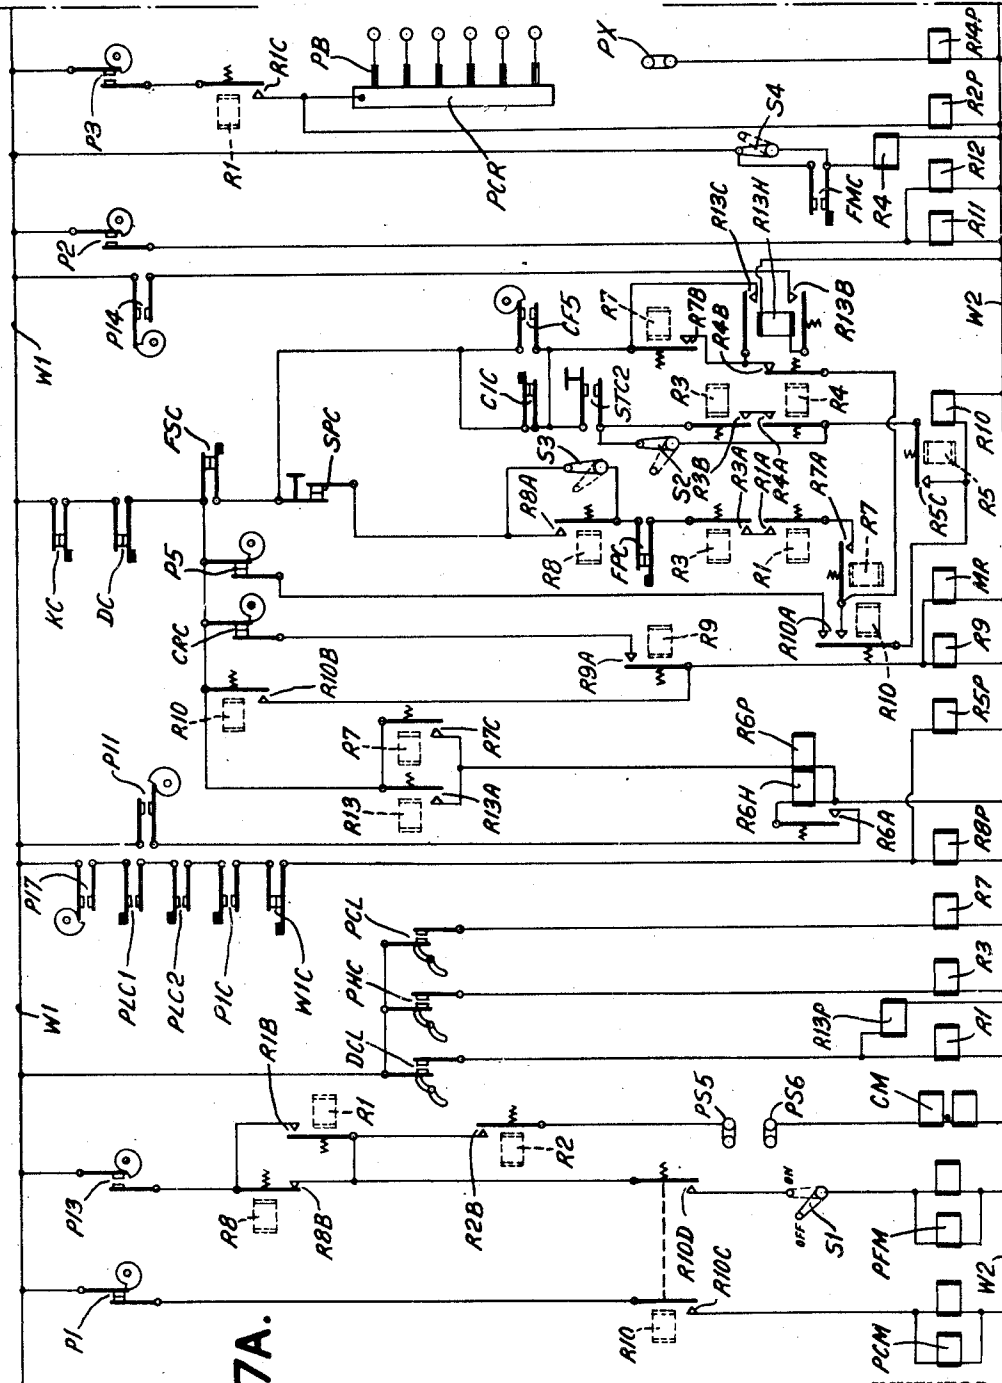 PX
R14P
PB
R1C
P3
R1
PCR
R2P
S4
A
R12
FMC
R4
R11
P2
R13C
R13H
R13B
W1
P14
CF5
R7
R7B
R4B
W2
C1C
STC2
R3
R4
R10
FSC
SPC
S3
S2
R3B
R3A
R1A
R4A
R7A
R5C
R5
KC
DC
P5
R8A
R8
FPC
R3
R1
R7
CRC
R9
R10A
MR
R10
R10B
R9A
R10
R9
P11
R7
R7C
R6P
R5P
R13
R13A
R6H
R6A
R8P
P17
PLC1
PLC2
P1C
W1C
PCL
PHC
DCL
R7
R3
W1
R1B
R1
R13P
R1
P13
R8
R8B
R2
R2B
PS5
PS6
CM
ON
OFF
S1
R10D
PFM
P1
R10
R10C
PCM
W2
7A.